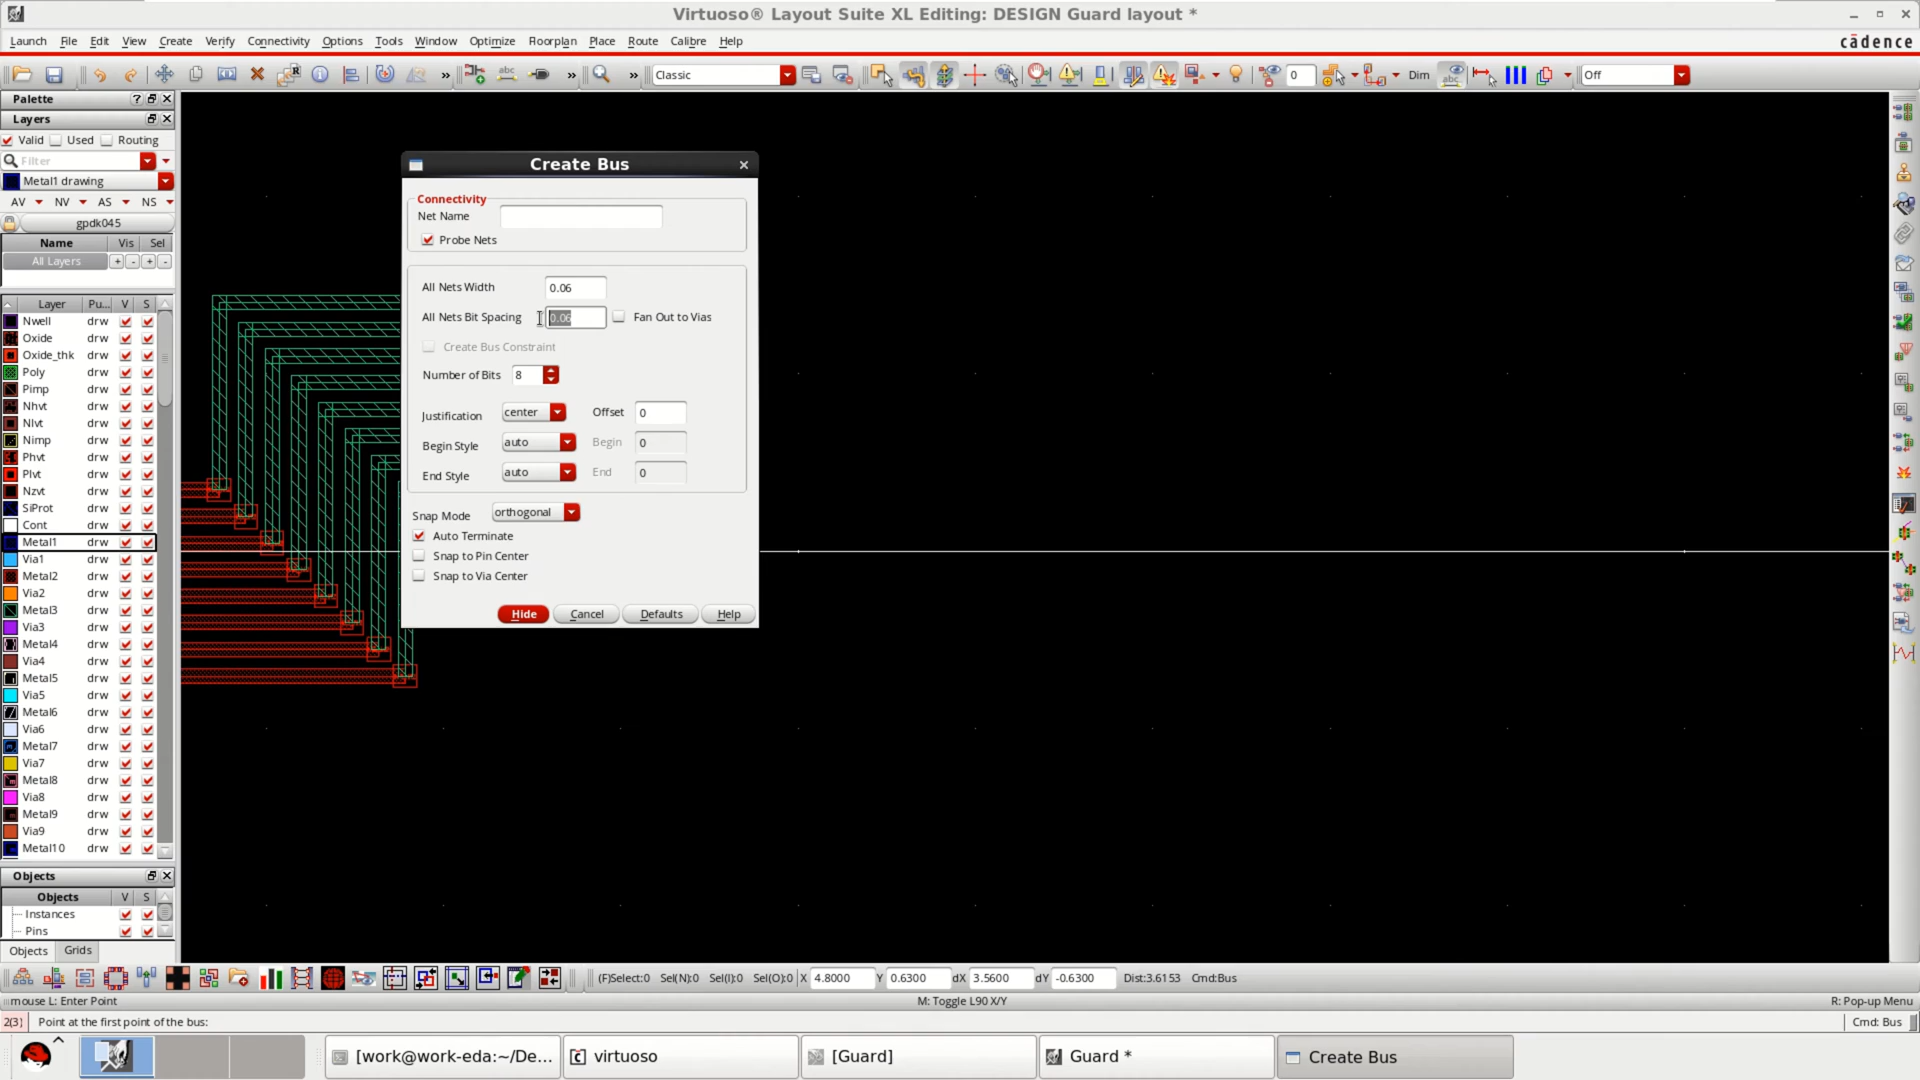 Virtuoso® Layout Suite XL Editing: DESIGN Guard layout *
Launch File Edit View Create Verify Connectivity Options Tools Window Optimize Floorplan Place Route Calibre Help
cādence
Classic
0
Dim
Off
Palette
Layers
Valid Used Routing
Filter
Metal1 drawing
AV NV AS NS
gpdk045
Name Vis Sel
All Layers + - + -
Layer Pu... V S
Nwell drw
Oxide drw
Oxide_thk drw
Poly drw
Pimp drw
Nhvt drw
Nlvt drw
Nimp drw
Phvt drw
Plvt drw
Nzvt drw
SiProt drw
Cont drw
Metal1 drw
Via1 drw
Metal2 drw
Via2 drw
Metal3 drw
Via3 drw
Metal4 drw
Via4 drw
Metal5 drw
Via5 drw
Metal6 drw
Via6 drw
Metal7 drw
Via7 drw
Metal8 drw
Via8 drw
Metal9 drw
Via9 drw
Metal10 drw
Objects
Objects V S
Instances
Pins
Objects Grids
Create Bus
Connectivity
Net Name
Probe Nets
All Nets Width 0.06
All Nets Bit Spacing 0.06 Fan Out to Vias
Create Bus Constraint
Number of Bits 8
Justification center Offset 0
Begin Style auto Begin 0
End Style auto End 0
Snap Mode orthogonal
Auto Terminate
Snap to Pin Center
Snap to Via Center
Hide Cancel Defaults Help
(F)Select:0 Sel(N):0 Sel(I):0 Sel(O):0 X 4.8000 Y 0.6300 dX 3.5600 dY -0.6300 Dist:3.6153 Cmd:Bus
mouse L: Enter Point M: Toggle L90 X/Y R: Pop-up Menu
2(3) Point at the first point of the bus: Cmd: Bus
[work@work-eda:~/De... virtuoso [Guard] Guard * Create Bus